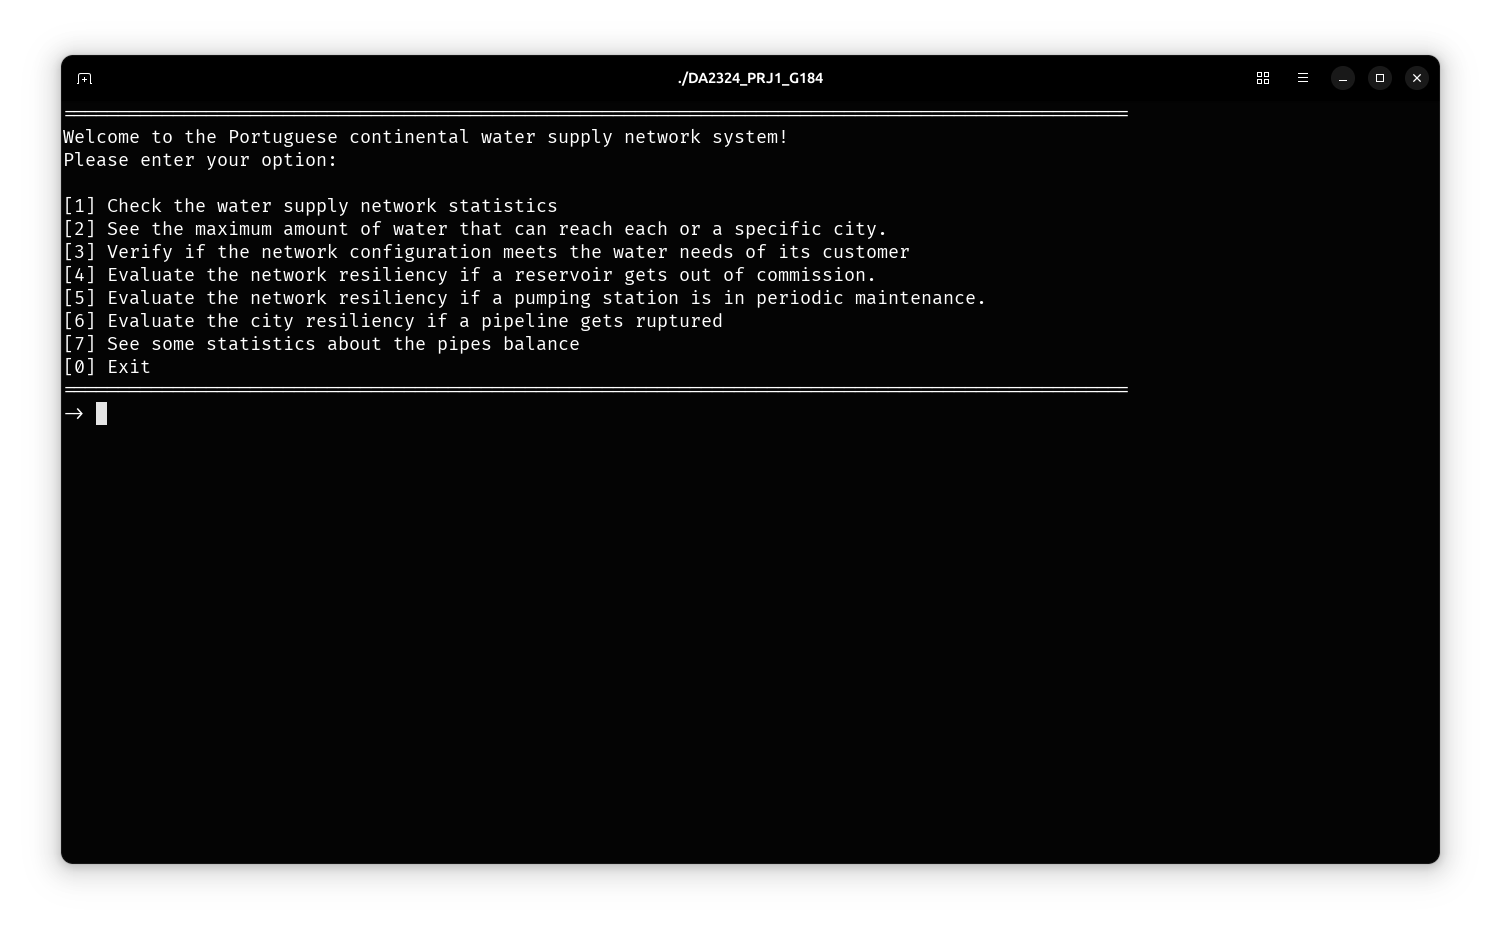 ./DA2324_PRJ1_G184
Welcome to the Portuguese continental water supply network system!
Please enter your option:
[1] Check the water supply network statistics
[2] See the maximum amount of water that can reach each or a specific city.
[3] Verify if the network configuration meets the water needs of its customer
[4] Evaluate the network resiliency if a reservoir gets out of commission.
[5] Evaluate the network resiliency if a pumping station is in periodic maintenance.
[6] Evaluate the city resiliency if a pipeline gets ruptured
[7] See some statistics about the pipes balance
[0] Exit
->